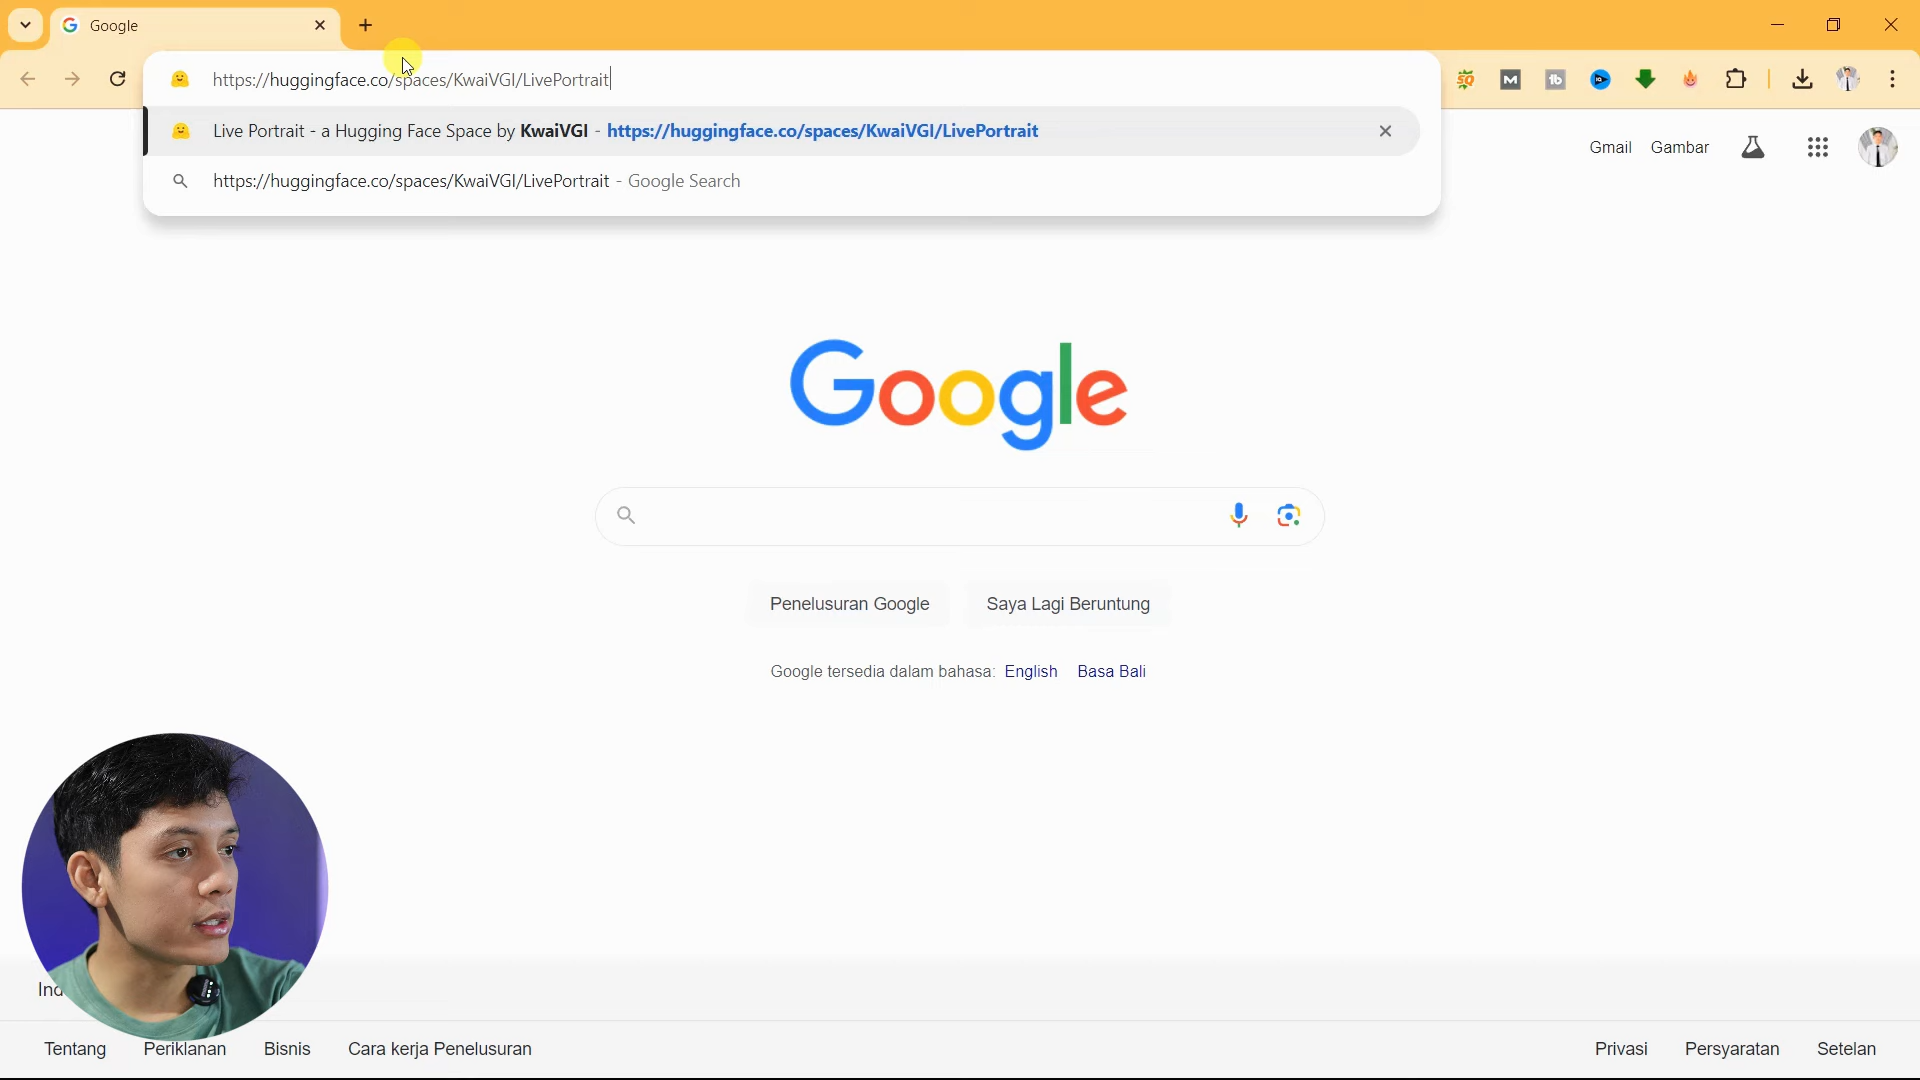 Google
https://huggingface.co/spaces/KwaiVGI/LivePortrait
Live Portrait - a Hugging Face Space by KwaiVGI - https://huggingface.co/spaces/KwaiVGI/LivePortrait
https://huggingface.co/spaces/KwaiVGI/LivePortrait - Google Search
Gmail Gambar
Google
Penelusuran Google Saya Lagi Beruntung
Google tersedia dalam bahasa: English Basa Bali
Tentang Periklanan Bisnis Cara kerja Penelusuran Privasi Persyaratan Setelan